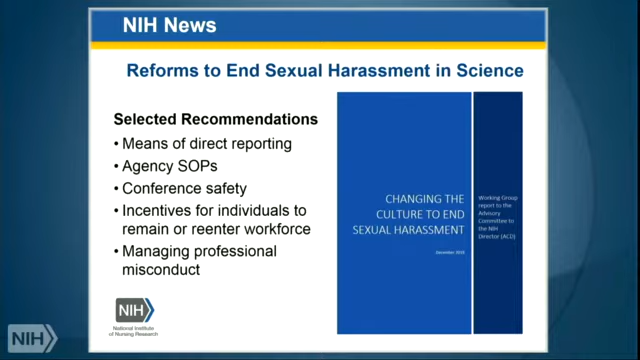 NIH News
Reforms to End Sexual Harassment in Science
Selected Recommendations
• Means of direct reporting
• Agency SOPs
• Conference safety
• Incentives for individuals to
remain or reenter workforce
• Managing professional
misconduct
CHANGING THE
CULTURE TO END
SEXUAL HARASSMENT
December 2019
Working Group
report to the
Advisory
Committee to
the NIH
Director (ACD)
NIH
National Institute
of Nursing Research
NIH